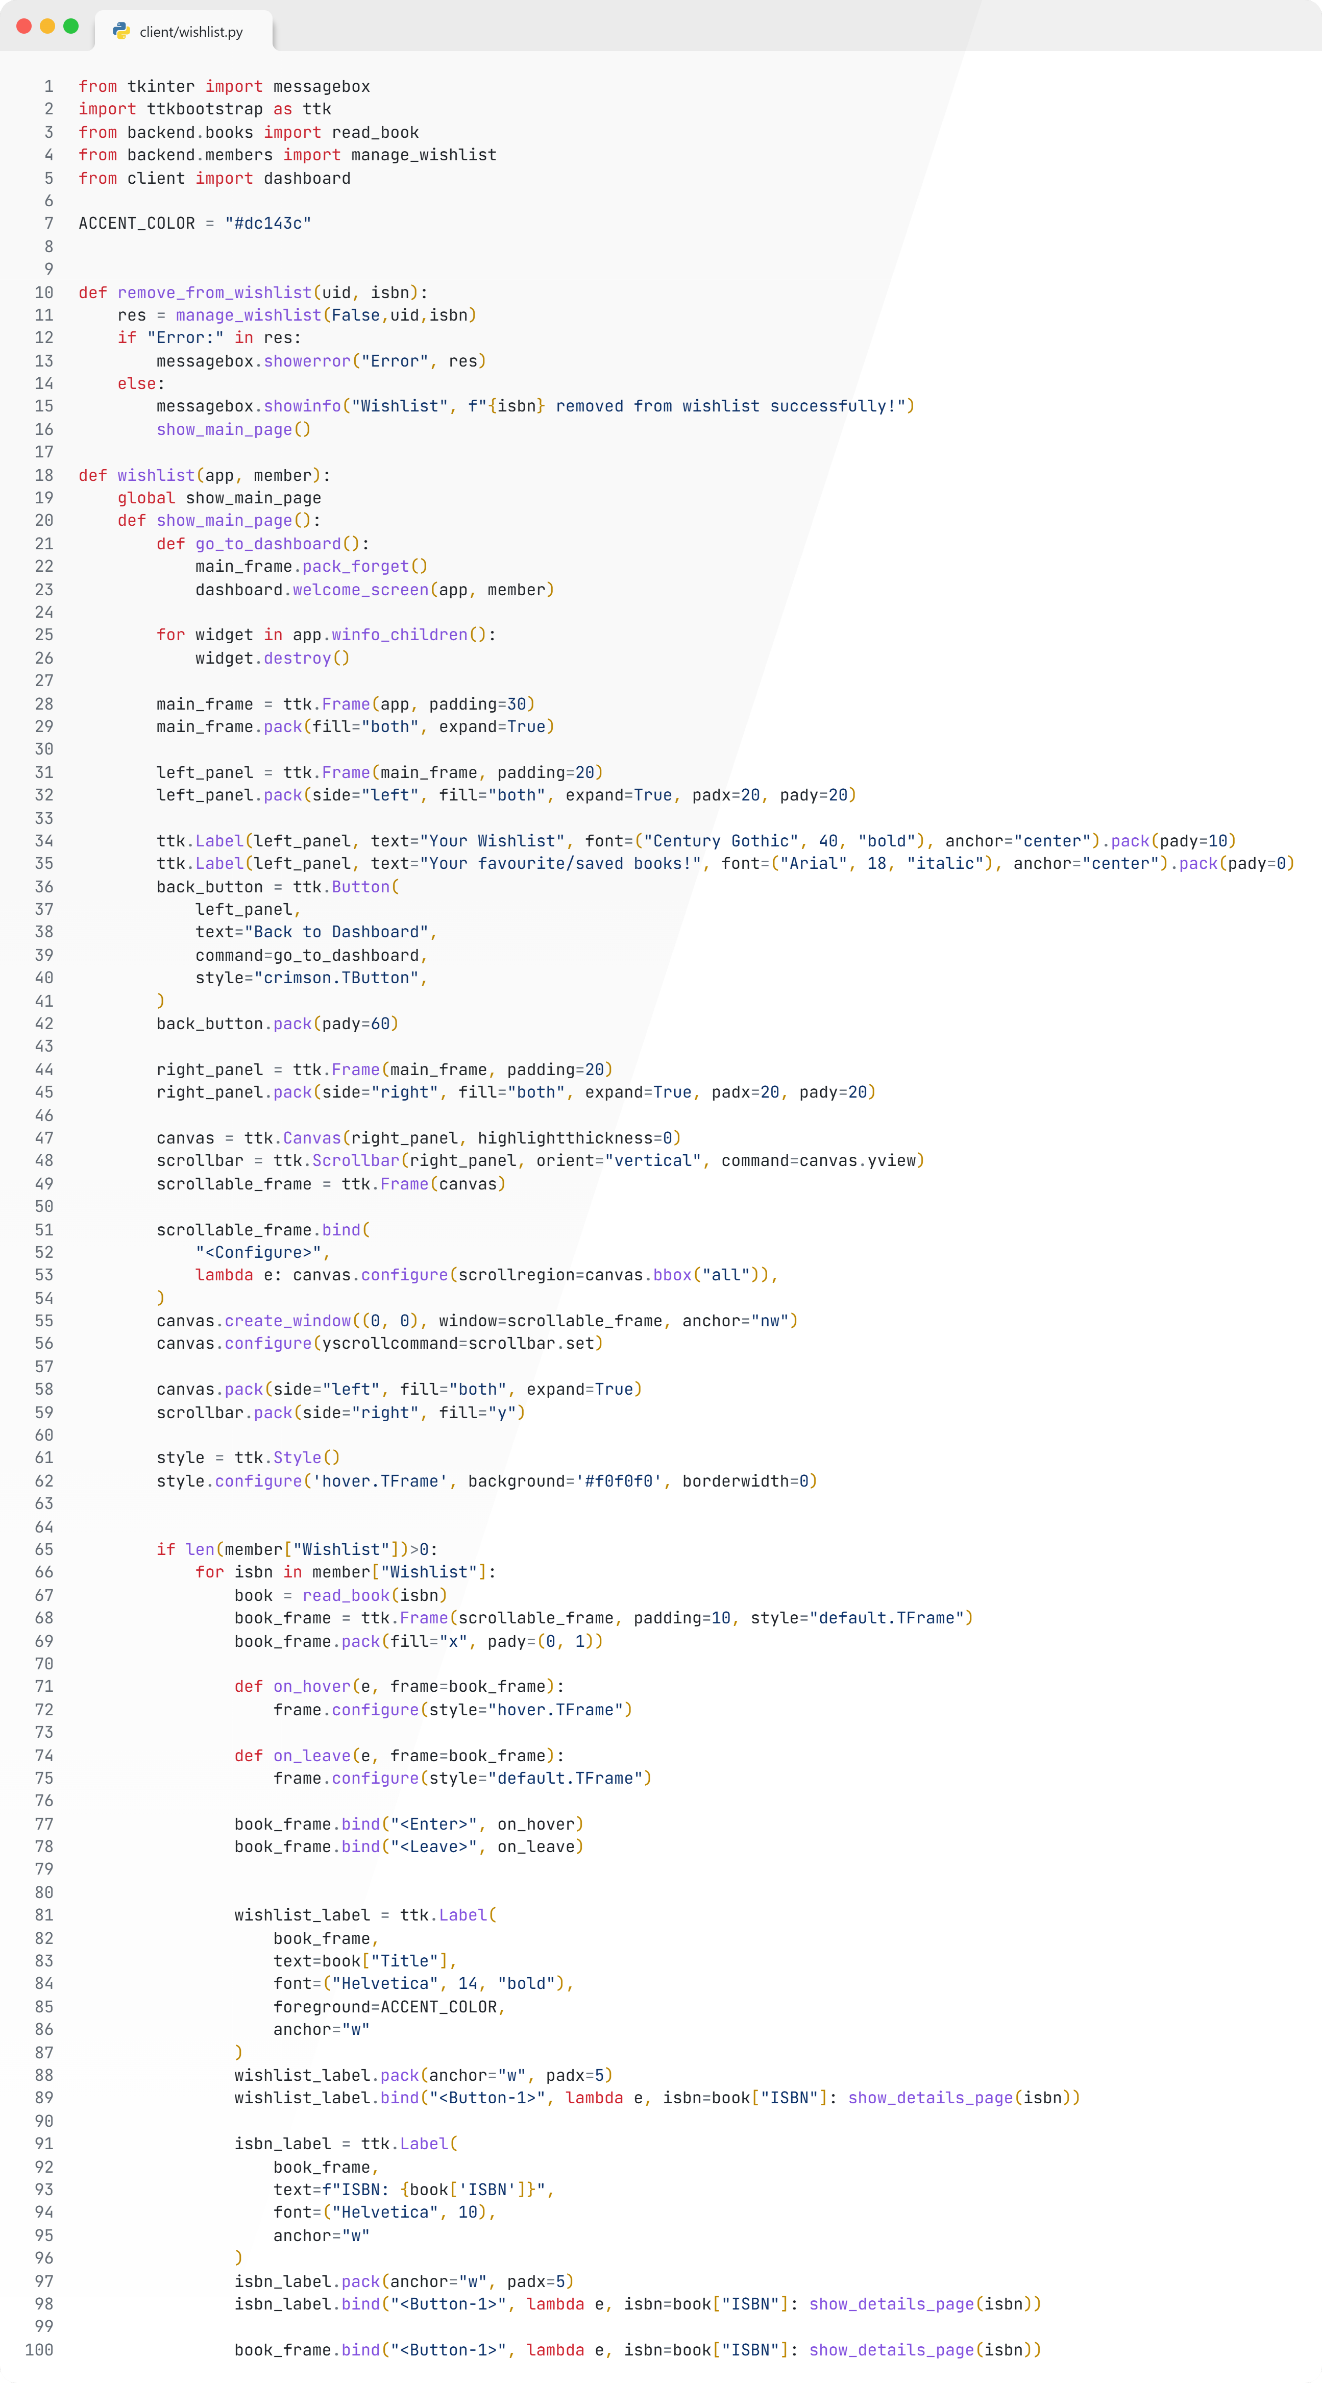 client/wishlist.py
1 from tkinter import messagebox
2 import ttkbootstrap as ttk
3 from backend.books import read_book
4 from backend.members import manage_wishlist
5 from client import dashboard
6
7 ACCENT_COLOR = "#dc143c"
8
9
10 def remove_from_wishlist(uid, isbn):
11     res = manage_wishlist(False,uid,isbn)
12     if "Error:" in res:
13         messagebox.showerror("Error", res)
14     else:
15         messagebox.showinfo("Wishlist", f"{isbn} removed from wishlist successfully!")
16         show_main_page()
17
18 def wishlist(app, member):
19     global show_main_page
20     def show_main_page():
21         def go_to_dashboard():
22             main_frame.pack_forget()
23             dashboard.welcome_screen(app, member)
24
25         for widget in app.winfo_children():
26             widget.destroy()
27
28         main_frame = ttk.Frame(app, padding=30)
29         main_frame.pack(fill="both", expand=True)
30
31         left_panel = ttk.Frame(main_frame, padding=20)
32         left_panel.pack(side="left", fill="both", expand=True, padx=20, pady=20)
33
34         ttk.Label(left_panel, text="Your Wishlist", font=("Century Gothic", 40, "bold"), anchor="center").pack(pady=10)
35         ttk.Label(left_panel, text="Your favourite/saved books!", font=("Arial", 18, "italic"), anchor="center").pack(pady=0)
36         back_button = ttk.Button(
37             left_panel,
38             text="Back to Dashboard",
39             command=go_to_dashboard,
40             style="crimson.TButton",
41         )
42         back_button.pack(pady=60)
43
44         right_panel = ttk.Frame(main_frame, padding=20)
45         right_panel.pack(side="right", fill="both", expand=True, padx=20, pady=20)
46
47         canvas = ttk.Canvas(right_panel, highlightthickness=0)
48         scrollbar = ttk.Scrollbar(right_panel, orient="vertical", command=canvas.yview)
49         scrollable_frame = ttk.Frame(canvas)
50
51         scrollable_frame.bind(
52             "<Configure>",
53             lambda e: canvas.configure(scrollregion=canvas.bbox("all")),
54         )
55         canvas.create_window((0, 0), window=scrollable_frame, anchor="nw")
56         canvas.configure(yscrollcommand=scrollbar.set)
57
58         canvas.pack(side="left", fill="both", expand=True)
59         scrollbar.pack(side="right", fill="y")
60
61         style = ttk.Style()
62         style.configure('hover.TFrame', background='#f0f0f0', borderwidth=0)
63
64
65         if len(member["Wishlist"])>0:
66             for isbn in member["Wishlist"]:
67                 book = read_book(isbn)
68                 book_frame = ttk.Frame(scrollable_frame, padding=10, style="default.TFrame")
69                 book_frame.pack(fill="x", pady=(0, 1))
70
71                 def on_hover(e, frame=book_frame):
72                     frame.configure(style="hover.TFrame")
73
74                 def on_leave(e, frame=book_frame):
75                     frame.configure(style="default.TFrame")
76
77                 book_frame.bind("<Enter>", on_hover)
78                 book_frame.bind("<Leave>", on_leave)
79
80
81                 wishlist_label = ttk.Label(
82                     book_frame,
83                     text=book["Title"],
84                     font=("Helvetica", 14, "bold"),
85                     foreground=ACCENT_COLOR,
86                     anchor="w"
87                 )
88                 wishlist_label.pack(anchor="w", padx=5)
89                 wishlist_label.bind("<Button-1>", lambda e, isbn=book["ISBN"]: show_details_page(isbn))
90
91                 isbn_label = ttk.Label(
92                     book_frame,
93                     text=f"ISBN: {book['ISBN']}",
94                     font=("Helvetica", 10),
95                     anchor="w"
96                 )
97                 isbn_label.pack(anchor="w", padx=5)
98                 isbn_label.bind("<Button-1>", lambda e, isbn=book["ISBN"]: show_details_page(isbn))
99
100                 book_frame.bind("<Button-1>", lambda e, isbn=book["ISBN"]: show_details_page(isbn))